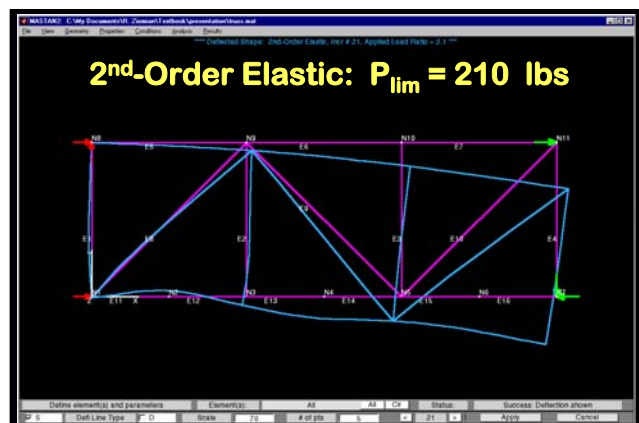 MASTAN2: C:\My Documents\R. Ziemian\Textbook\presentation\truss.mat
File View Geometry Properties Conditions Analysis Results
*** Deflected Shape: 2nd-Order Elastic, Incr # 21, Applied Load Ratio = 2.1 ***
2nd-Order Elastic: Plim = 210 lbs
N8 N9 N10 N11
E5 E6 E7
E9
E1 E8 E2 E3 E10 E4
N1 N2 N3 N4 N5 N6 N7
Z E11 X E12 E13 E14 E15 E16
Define element(s) and parameters Element(s): All All Clr Status: Success: Deflection shown
S Defl Line Type: D Scale 70 # of pts 5 < 21 > Apply Cancel